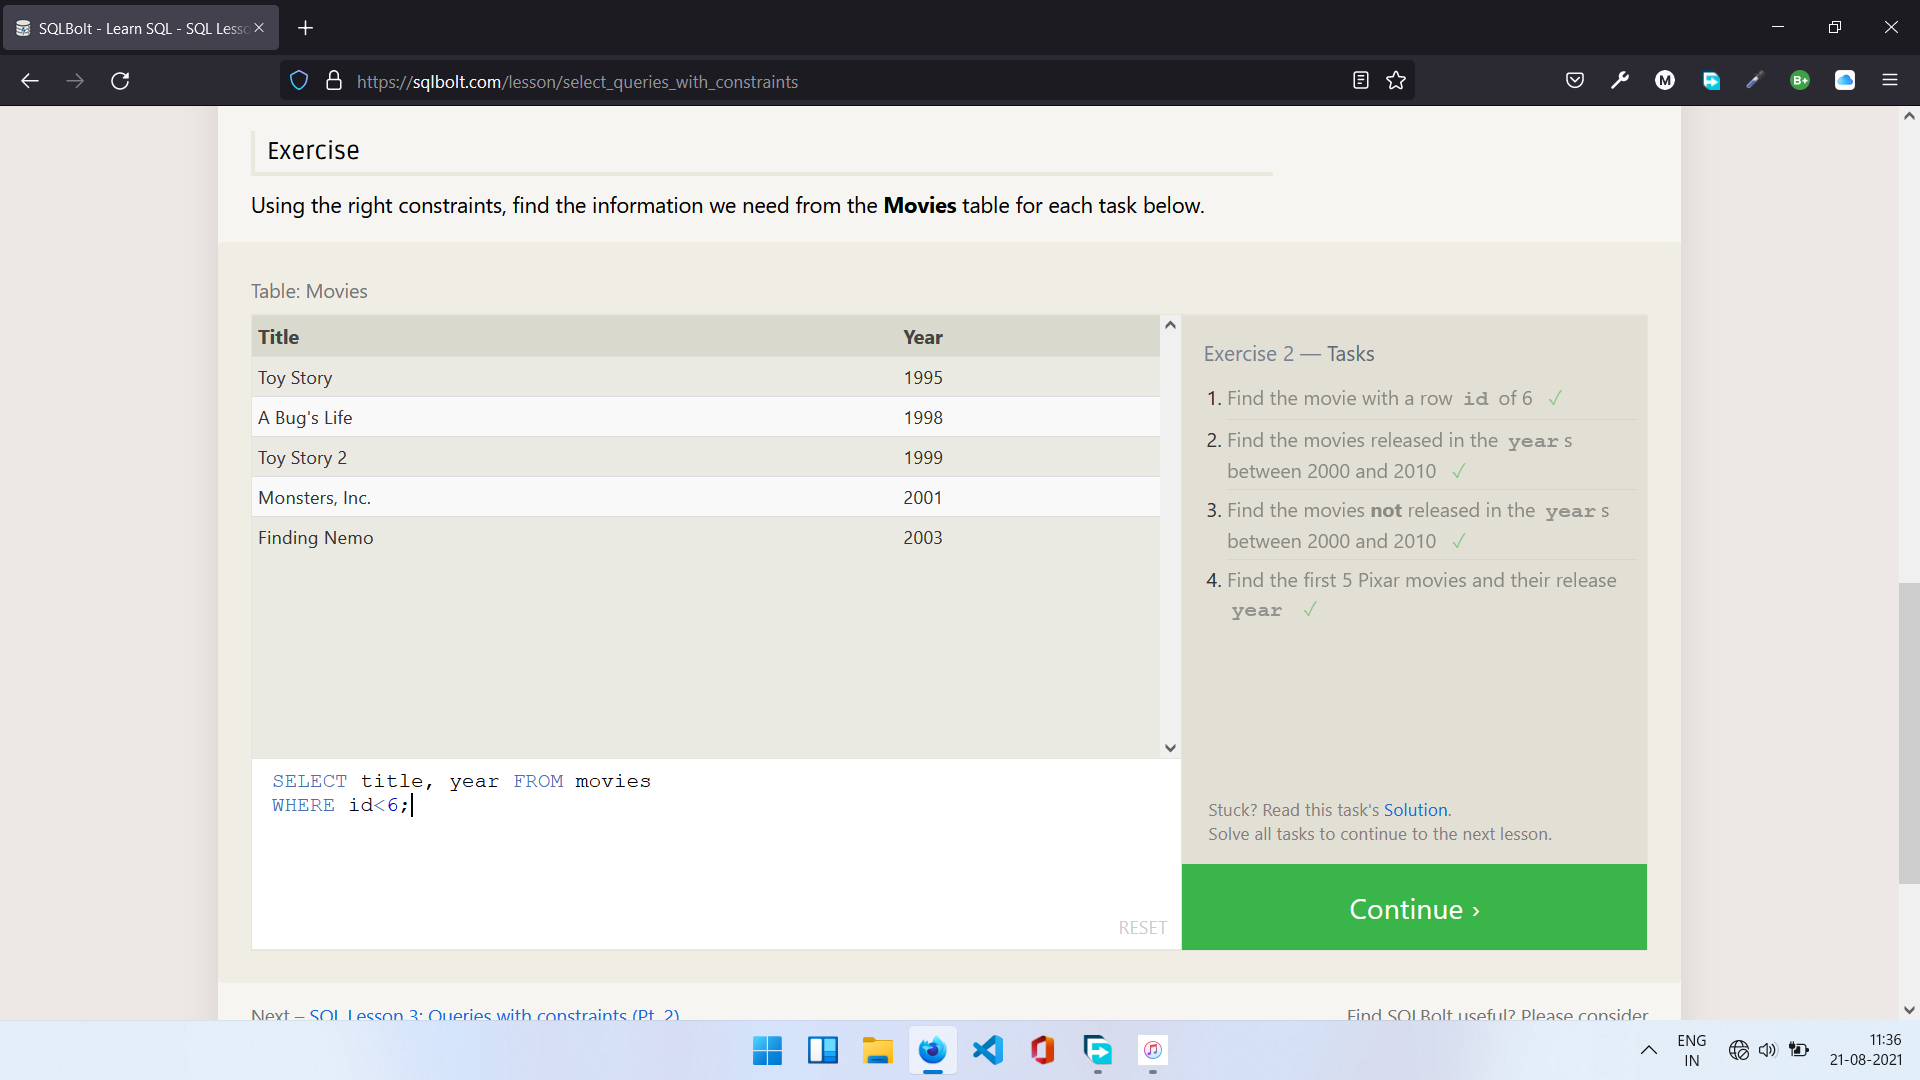 SQLBolt - Learn SQL - SQL Lesso
https://sqlbolt.com/lesson/select_queries_with_constraints
M
B+
Exercise
Using the right constraints, find the information we need from the Movies table for each task below.
Table: Movies
Title Year
Toy Story 1995
A Bug's Life 1998
Toy Story 2 1999
Monsters, Inc. 2001
Finding Nemo 2003
SELECT title, year FROM movies
WHERE id<6;
RESET
Exercise 2 — Tasks
1. Find the movie with a row id of 6 ✓
2. Find the movies released in the year s
between 2000 and 2010 ✓
3. Find the movies not released in the year s
between 2000 and 2010 ✓
4. Find the first 5 Pixar movies and their release
year ✓
Stuck? Read this task's Solution.
Solve all tasks to continue to the next lesson.
Continue ›
Next – SQL Lesson 3: Queries with constraints (Pt. 2)
Find SQLBolt useful? Please consider
ENG
IN
11:36
21-08-2021